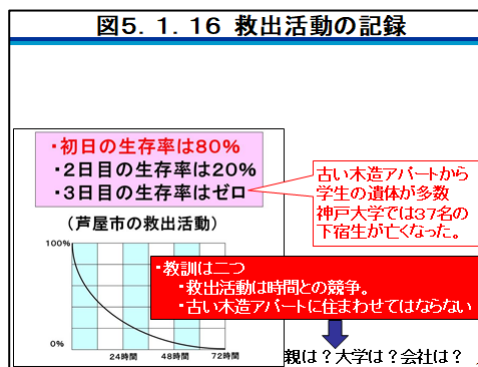 図5. 1. 16 救出活動の記録
・初日の生存率は80%
・2日目の生存率は20%
・3日目の生存率はゼロ
古い木造アパートから
学生の遺体が多数
神戸大学では37名の
下宿生が亡くなった。
（芦屋市の救出活動）
100%
0%
24時間
48時間
72時間
・教訓は二つ
・救出活動は時間との競争。
・古い木造アパートに住まわせてはならない
親は？大学は？会社は？